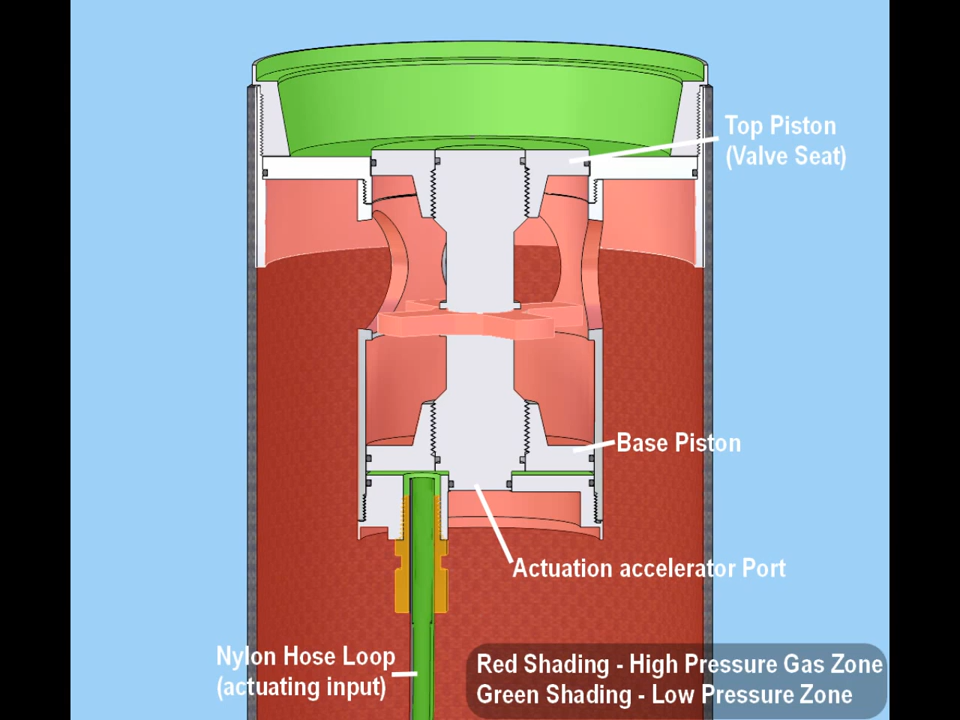 Top Piston
(Valve Seat)
Base Piston
Actuation accelerator Port
Nylon Hose Loop
(actuating input)
Red Shading - High Pressure Gas Zone
Green Shading - Low Pressure Zone